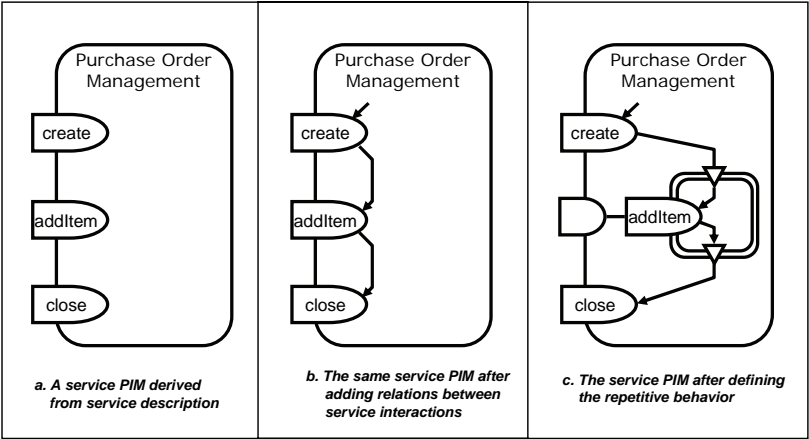 Purchase Order
Management
create
addItem
close
a. A service PIM derived
from service description
Purchase Order
Management
create
addItem
close
b. The same service PIM after
adding relations between
service interactions
Purchase Order
Management
create
addItem
close
c. The service PIM after defining
the repetitive behavior